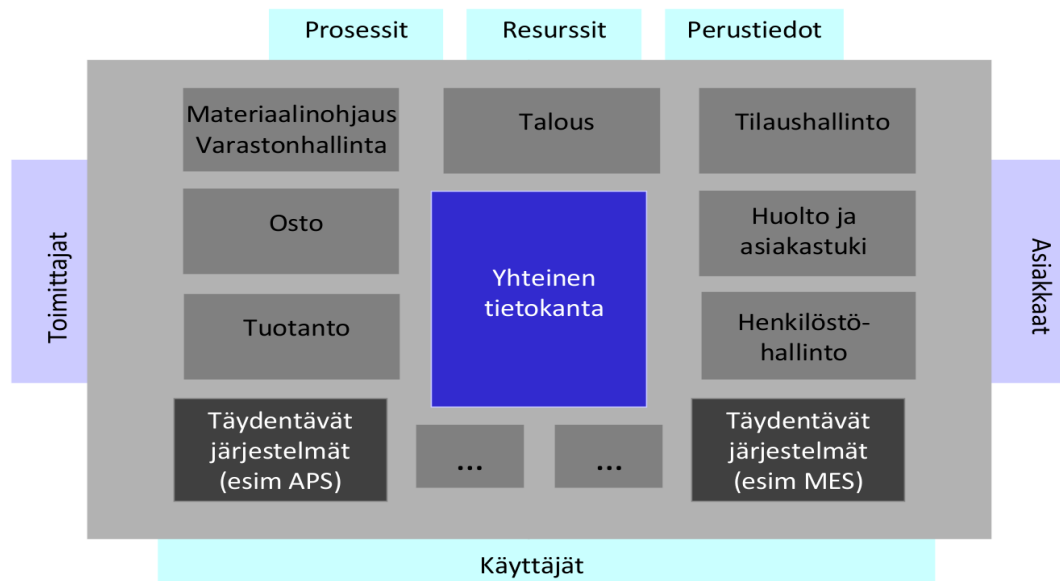 Prosessit
Resurssit
Perustiedot
Materiaalinohjaus
Varastonhallinta
Talous
Tilaushallinto
Toimittajat
Osto
Yhteinen
tietokanta
Huolto ja
asiakastuki
Asiakkaat
Tuotanto
Henkilöstö-
hallinto
Täydentävät
järjestelmät
(esim APS)
...
...
Täydentävät
järjestelmät
(esim MES)
Käyttäjät